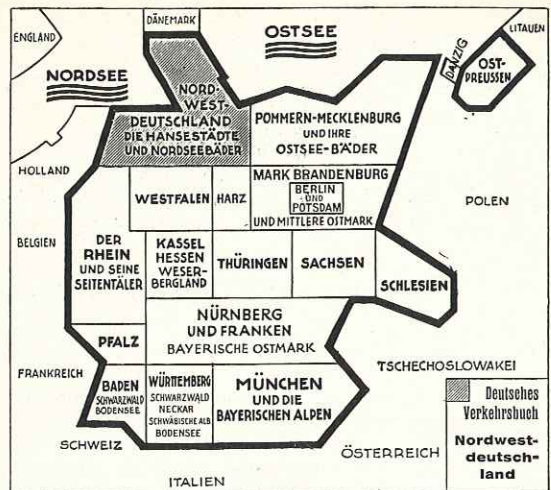 DÄNEMARK
LITAUEN
ENGLAND
OSTSEE
DANZIG
OST-
PREUSSEN
NORDSEE
NORD-
WEST-
DEUTSCHLAND
DIE HANSESTÄDTE
UND NORDSEEBÄDER
POMMERN-MECKLENBURG
UND IHRE
OSTSEE-BÄDER
HOLLAND
WESTFALEN
HARZ
MARK BRANDENBURG
BERLIN
UND
POTSDAM
UND MITTLERE OSTMARK
POLEN
BELGIEN
DER
RHEIN
UND SEINE
SEITENTÄLER
KASSEL
HESSEN
WESER-
BERGLAND
THÜRINGEN
SACHSEN
SCHLESIEN
NÜRNBERG
UND FRANKEN
BAYERISCHE OSTMARK
PFALZ
TSCHECHOSLOWAKEI
FRANKREICH
BADEN
SCHWARZWALD
BODENSEE
WÜRTTEMBERG
SCHWARZWALD
NECKAR
SCHWÄBISCHE ALB
BODENSEE
MÜNCHEN
UND DIE
BAYERISCHEN ALPEN
Deutsches
Verkehrsbuch
Nordwest-
deutsch-
land
SCHWEIZ
ÖSTERREICH
ITALIEN